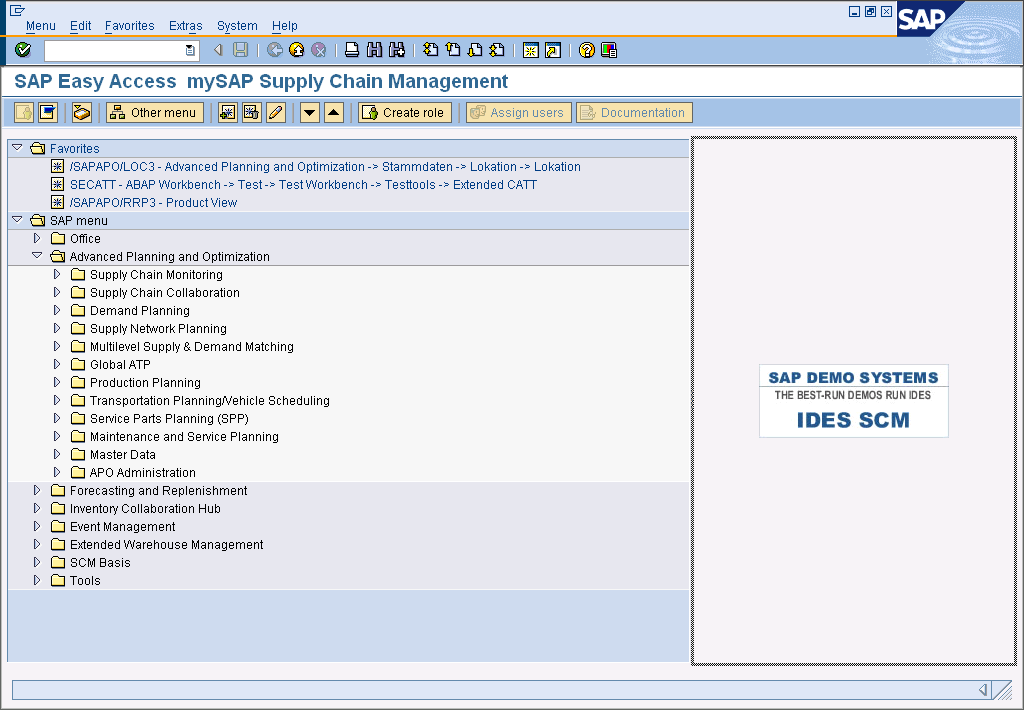 Menu Edit Favorites Extras System Help
SAP
SAP Easy Access mySAP Supply Chain Management
Other menu Create role Assign users Documentation
Favorites
/SAPAPO/LOC3 - Advanced Planning and Optimization -> Stammdaten -> Lokation -> Lokation
SECATT - ABAP Workbench -> Test -> Test Workbench -> Testtools -> Extended CATT
/SAPAPO/RRP3 - Product View
SAP menu
Office
Advanced Planning and Optimization
Supply Chain Monitoring
Supply Chain Collaboration
Demand Planning
Supply Network Planning
Multilevel Supply & Demand Matching
Global ATP
Production Planning
Transportation Planning/Vehicle Scheduling
Service Parts Planning (SPP)
Maintenance and Service Planning
Master Data
APO Administration
Forecasting and Replenishment
Inventory Collaboration Hub
Event Management
Extended Warehouse Management
SCM Basis
Tools
SAP DEMO SYSTEMS
THE BEST-RUN DEMOS RUN IDES
IDES SCM